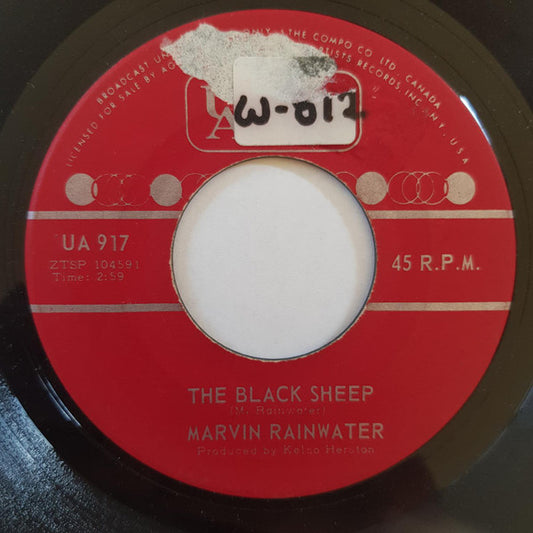 BROADCAST ONLY THE COMPO CO. LTD. CANADA
LICENSED FOR SALE BY ARTISTS RECORDS, INC. N.Y. U.S.A.
W-012
UA 917
ZTSP 104591
Time: 2:59
45 R.P.M.
THE BLACK SHEEP
(M. Rainwater)
MARVIN RAINWATER
Produced by Kelso Herston